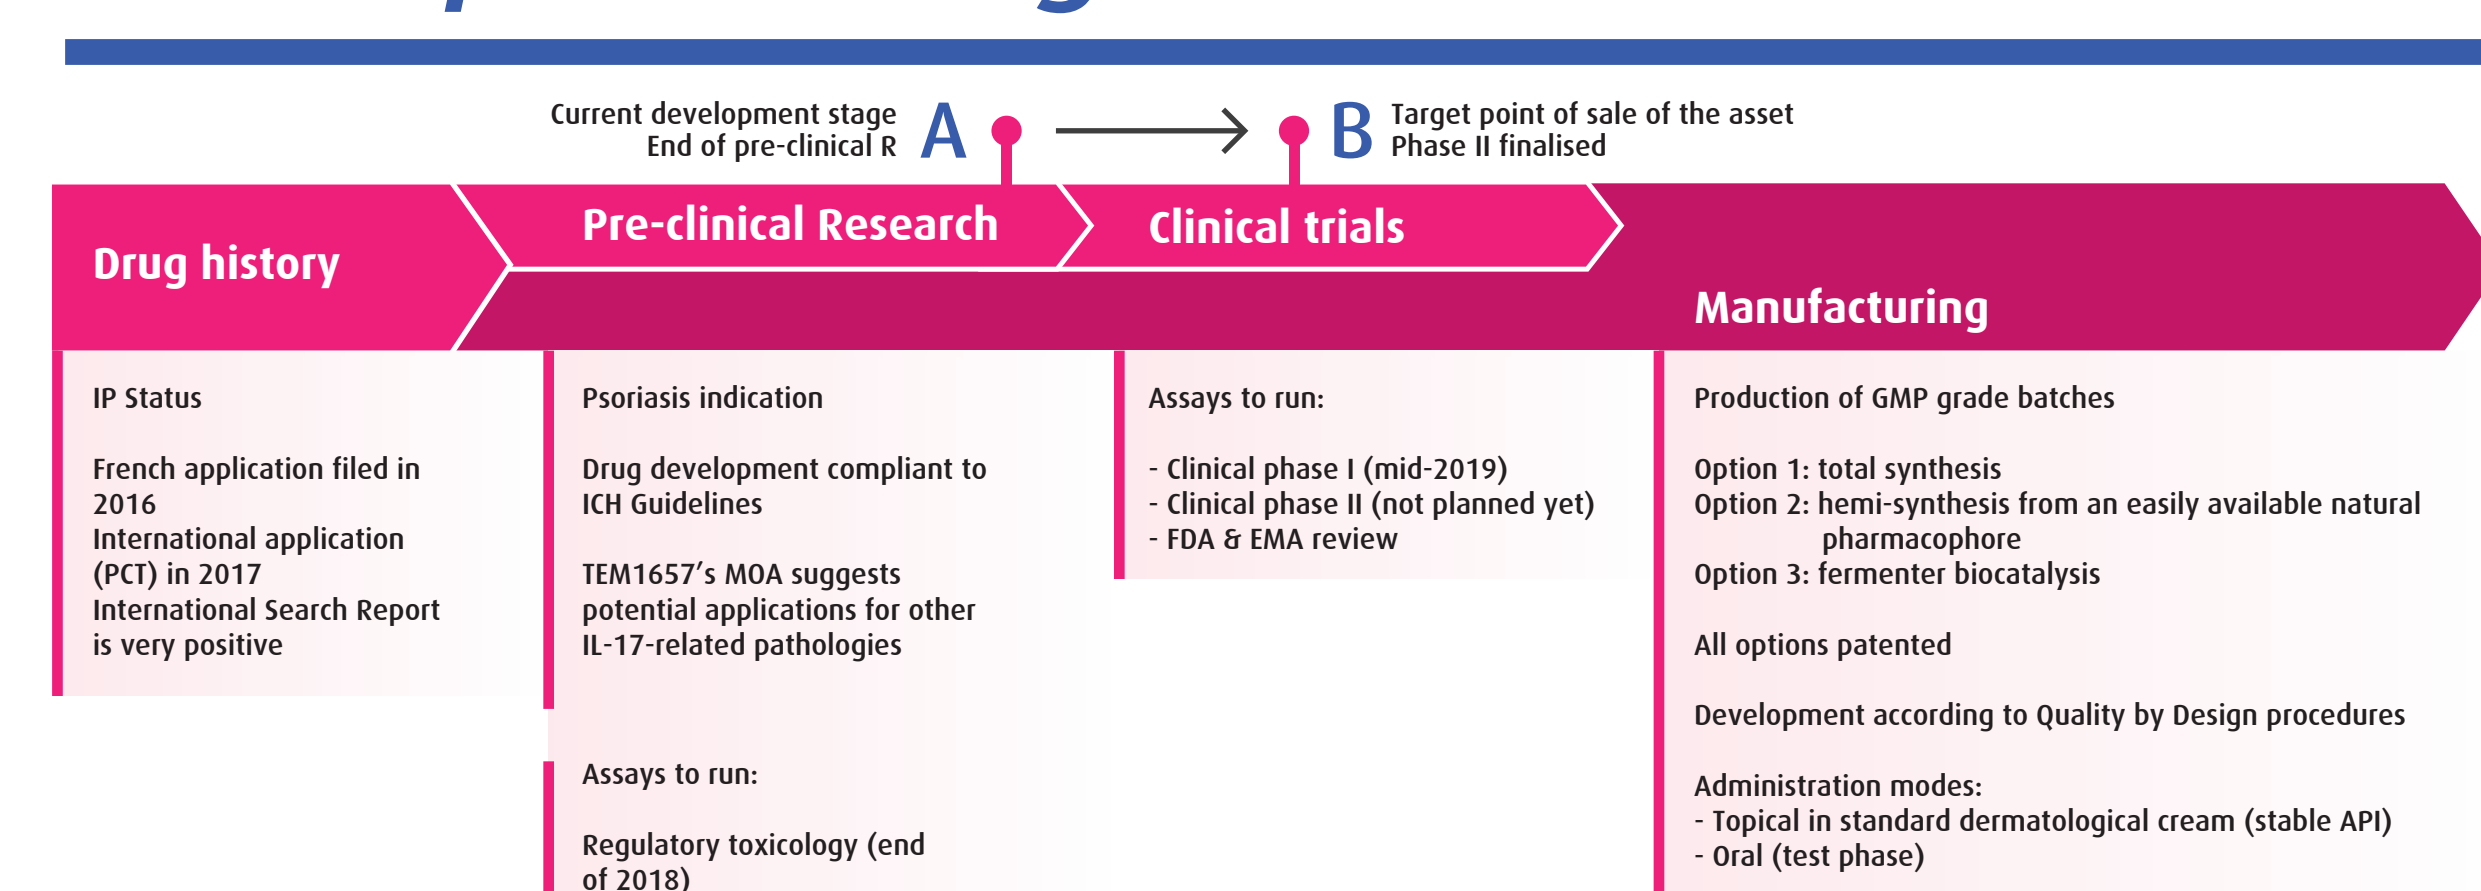 Current development stage
End of pre-clinical R
A
B
Target point of sale of the asset
Phase II finalised
Drug history
Pre-clinical Research
Clinical trials
Manufacturing
IP Status
French application filed in
2016
International application
(PCT) in 2017
International Search Report
is very positive
Psoriasis indication
Drug development compliant to
ICH Guidelines
TEM1657’s MOA suggests
potential applications for other
IL-17-related pathologies
Assays to run:
Regulatory toxicology (end
of 2018)
Assays to run:
- Clinical phase I (mid-2019)
- Clinical phase II (not planned yet)
- FDA & EMA review
Production of GMP grade batches
Option 1: total synthesis
Option 2: hemi-synthesis from an easily available natural
pharmacophore
Option 3: fermenter biocatalysis
All options patented
Development according to Quality by Design procedures
Administration modes:
- Topical in standard dermatological cream (stable API)
- Oral (test phase)